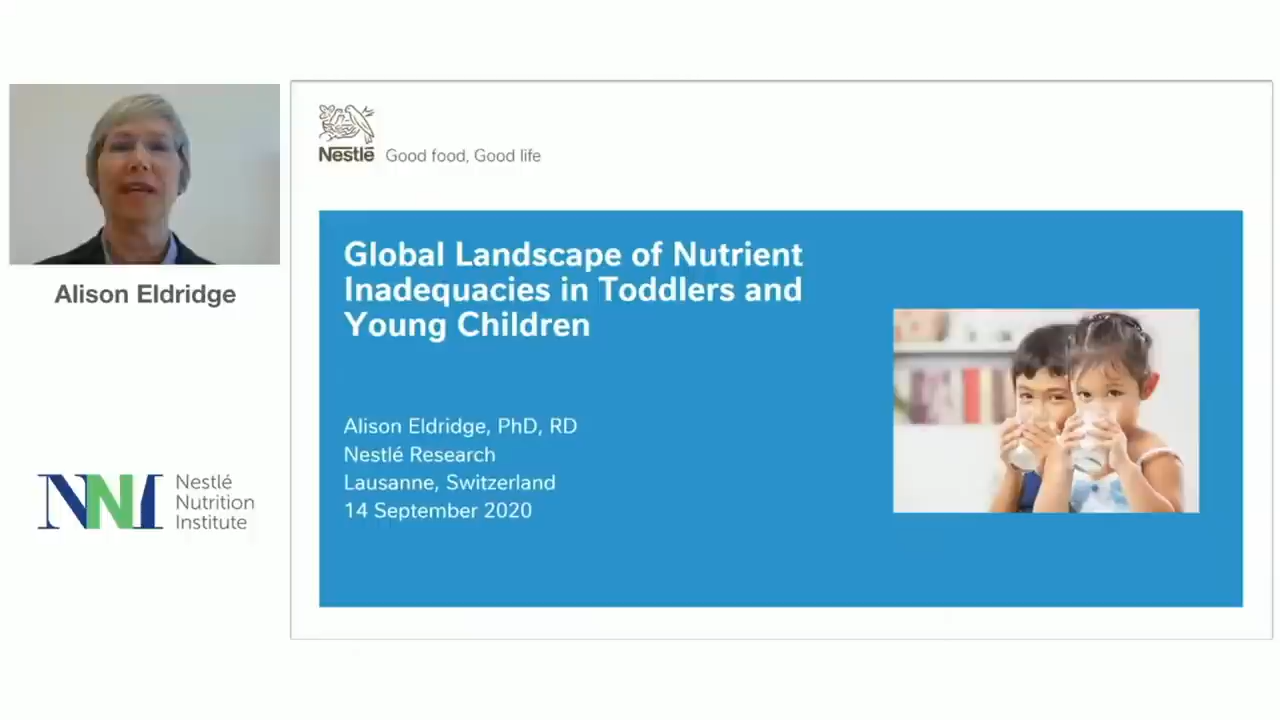 Alison Eldridge
NNI
Nestlé
Nutrition
Institute
Nestlé Good food, Good life
Global Landscape of Nutrient
Inadequacies in Toddlers and
Young Children
Alison Eldridge, PhD, RD
Nestlé Research
Lausanne, Switzerland
14 September 2020